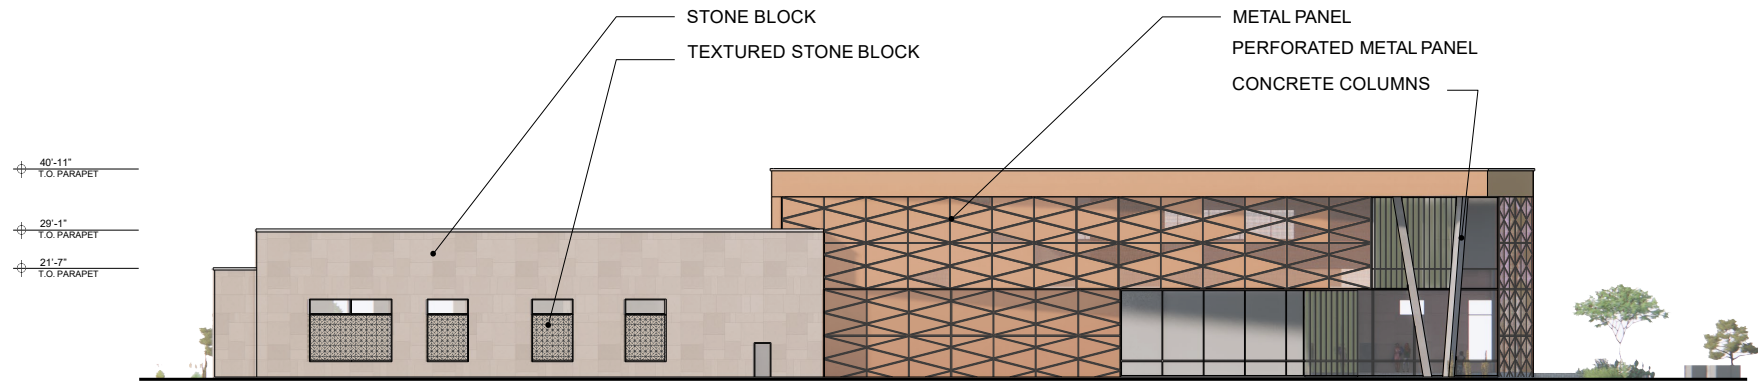 STONE BLOCK
TEXTURED STONE BLOCK
METAL PANEL
PERFORATED METAL PANEL
CONCRETE COLUMNS
40'-11"
T.O. PARAPET
29'-1"
T.O. PARAPET
21'-7"
T.O. PARAPET